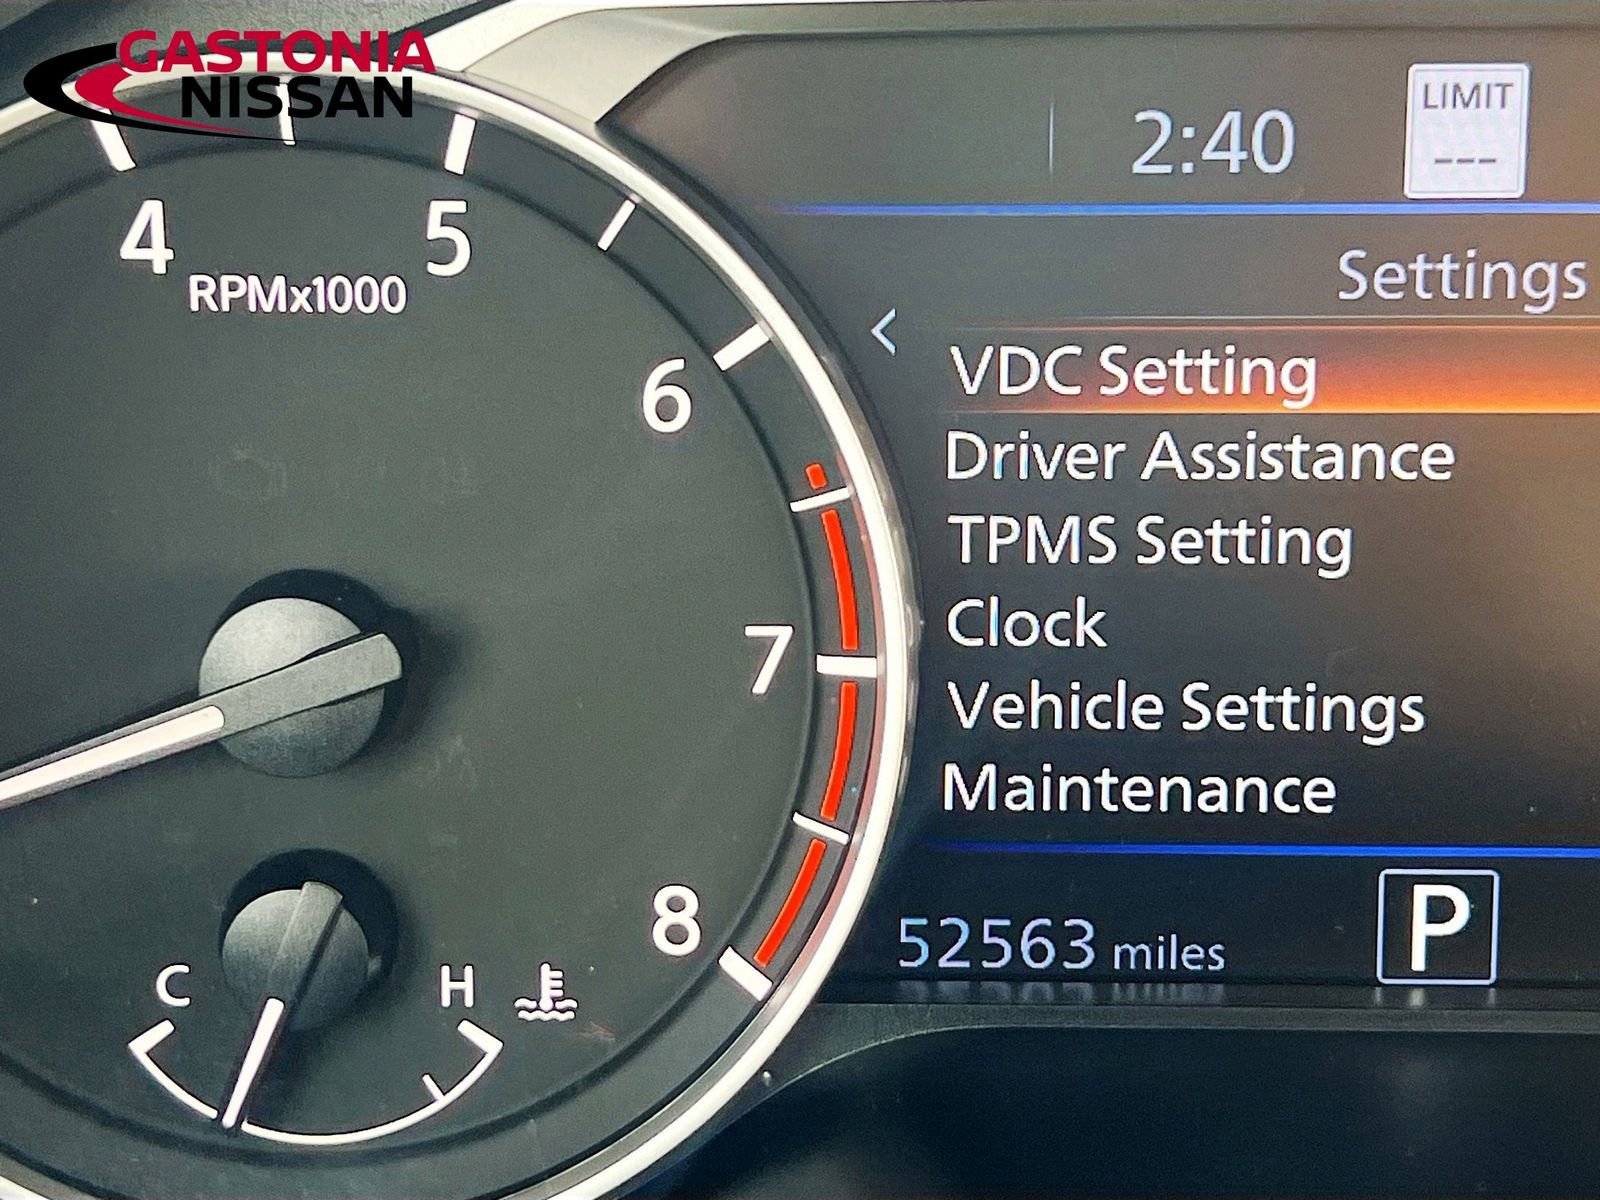 GASTONIA
NISSAN
4
5
RPMx1000
6
7
8
C
H
2:40
LIMIT
---
Settings
<
VDC Setting
Driver Assistance
TPMS Setting
Clock
Vehicle Settings
Maintenance
52563 miles
P